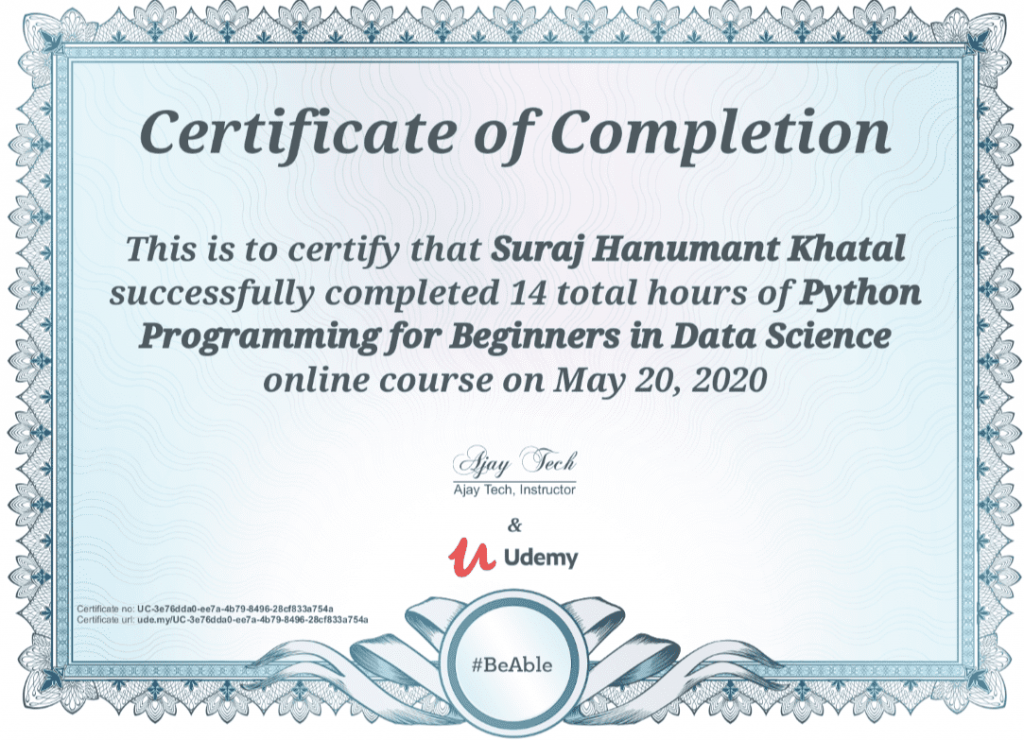 Certificate of Completion
This is to certify that Suraj Hanumant Khatal
successfully completed 14 total hours of Python
Programming for Beginners in Data Science
online course on May 20, 2020
Ajay Tech
Ajay Tech, Instructor
&
Udemy
Certificate no: UC-3e76dda0-ee7a-4b79-8496-28cf833a754a
Certificate url: ude.my/UC-3e76dda0-ee7a-4b79-8496-28cf833a754a
#BeAble